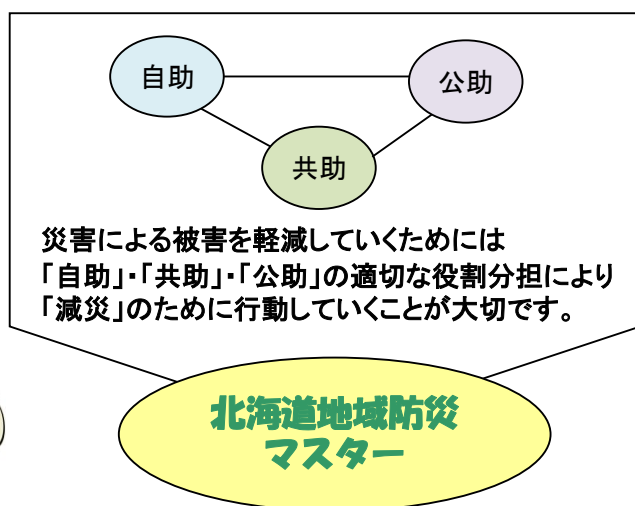 自助
公助
共助
災害による被害を軽減していくためには
「自助」・「共助」・「公助」の適切な役割分担により
「減災」のために行動していくことが大切です。
北海道地域防災
マスター